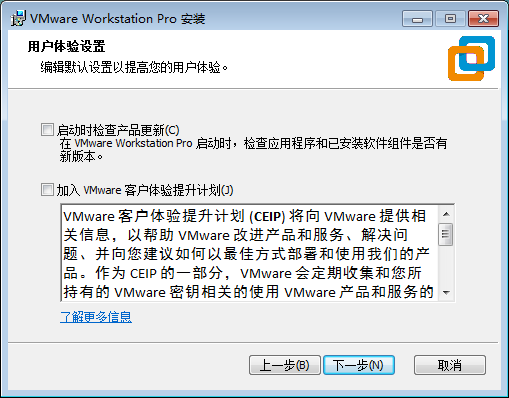 VMware Workstation Pro 安装
用户体验设置
编辑默认设置以提高您的用户体验。
启动时检查产品更新(C)
在 VMware Workstation Pro 启动时，检查应用程序和已安装软件组件是否有
新版本。
加入 VMware 客户体验提升计划(J)
VMware 客户体验提升计划 (CEIP) 将向 VMware 提供相
关信息，以帮助 VMware 改进产品和服务、解决问
题、并向您建议如何以最佳方式部署和使用我们的产
品。作为 CEIP 的一部分，VMware 会定期收集和您所
持有的 VMware 密钥相关的使用 VMware 产品和服务的
了解更多信息
上一步(B)
下一步(N)
取消